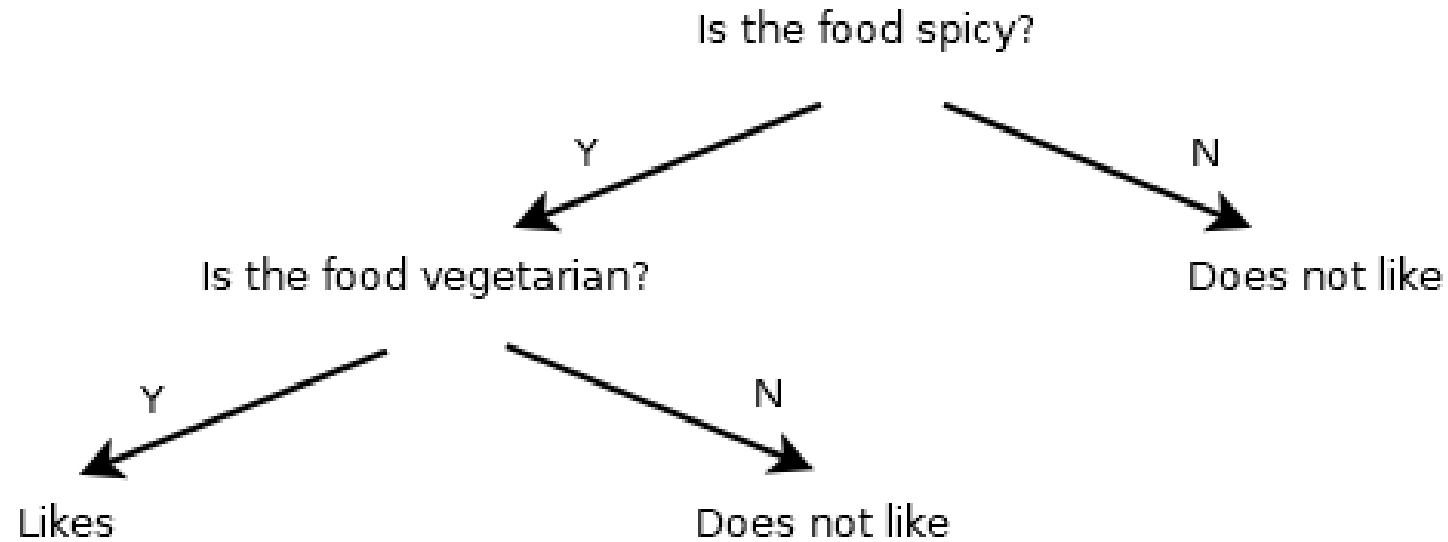 Is the food spicy?
Y
N
Is the food vegetarian?
Does not like
Y
N
Likes
Does not like